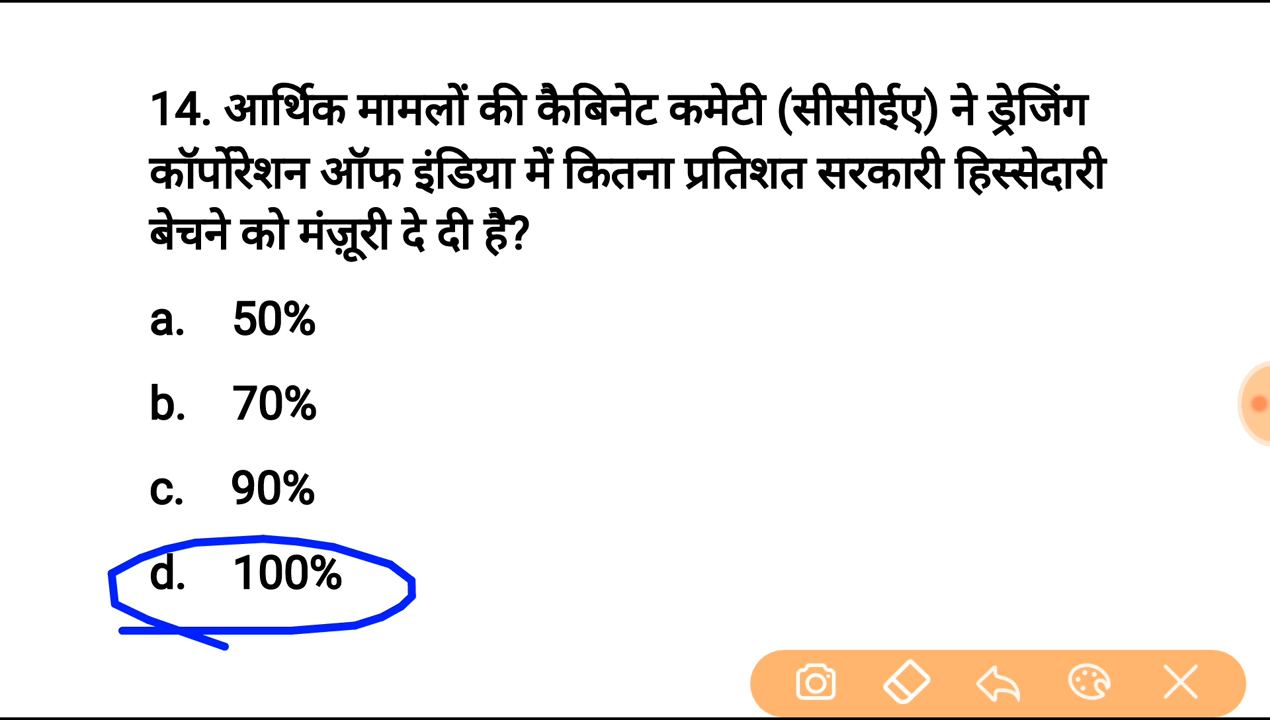 14. आर्थिक मामलों की कैबिनेट कमेटी (सीसीईए) ने ड्रेजिंग
कॉर्पोरेशन ऑफ इंडिया में कितना प्रतिशत सरकारी हिस्सेदारी
बेचने को मंज़ूरी दे दी है?
a. 50%
b. 70%
c. 90%
d. 100%